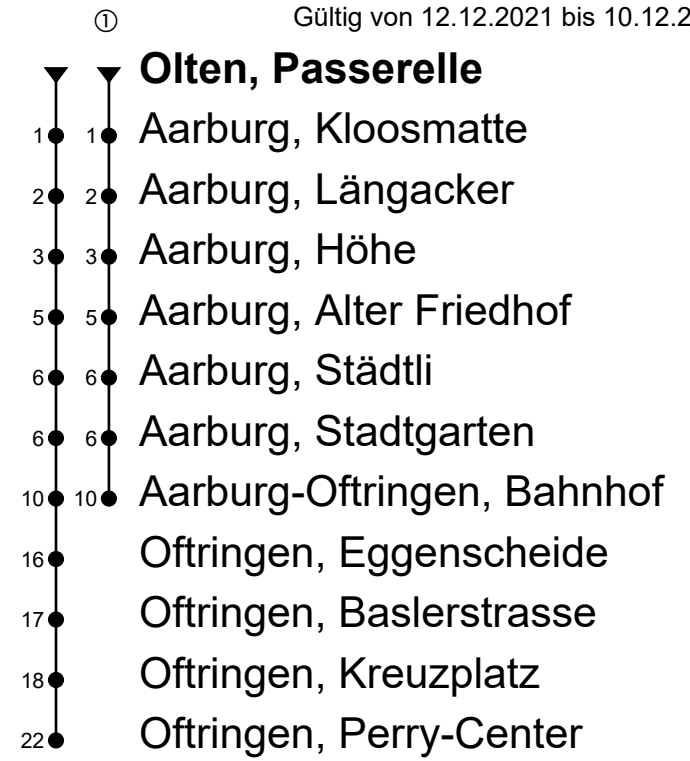 ① Gültig von 12.12.2021 bis 10.12.2
Olten, Passerelle
1 1 Aarburg, Kloosmatte
2 2 Aarburg, Längacker
3 3 Aarburg, Höhe
5 5 Aarburg, Alter Friedhof
6 6 Aarburg, Städtli
6 6 Aarburg, Stadtgarten
10 10 Aarburg-Oftringen, Bahnhof
16 Oftringen, Eggenscheide
17 Oftringen, Baslerstrasse
18 Oftringen, Kreuzplatz
22 Oftringen, Perry-Center